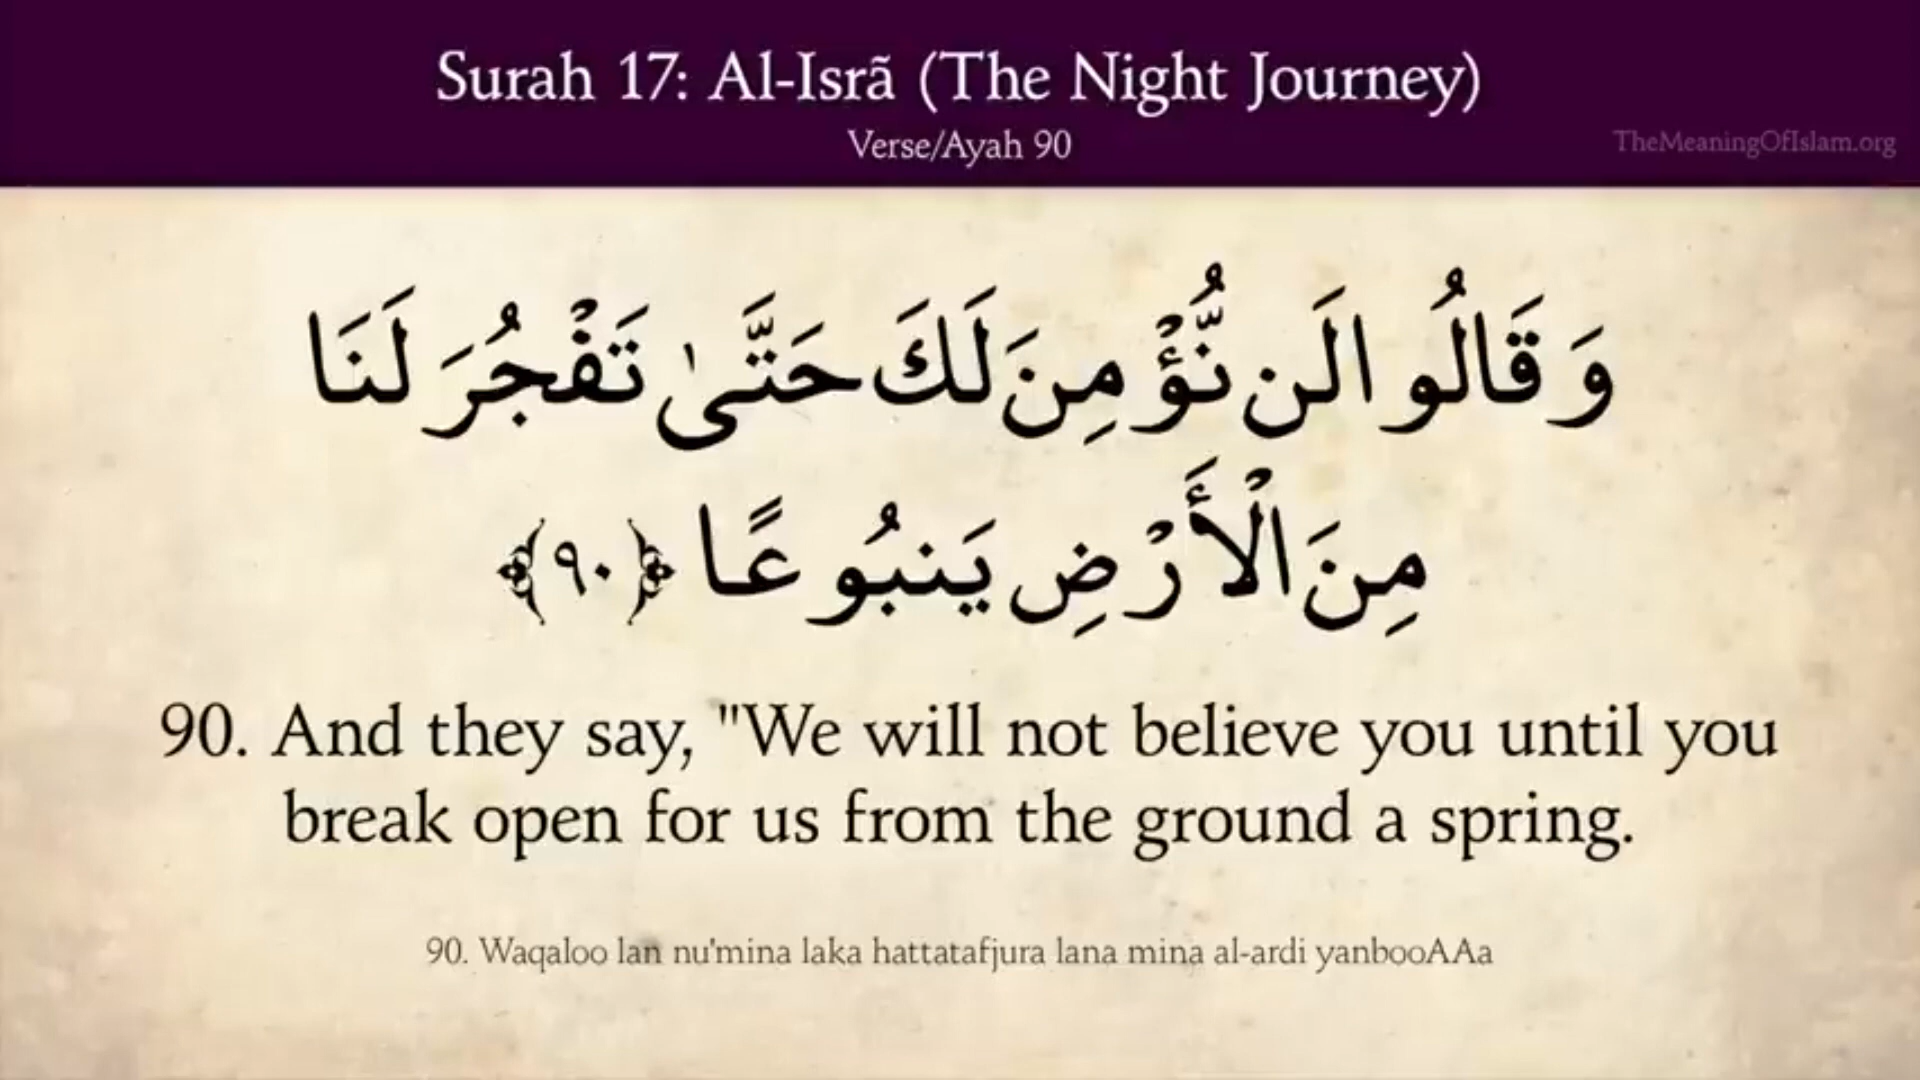 Surah 17: Al-Isrã (The Night Journey)
Verse/Ayah 90
TheMeaningOfIslam.org
وَقَالُوا لَن نُّؤْمِنَ لَكَ حَتَّىٰ تَفْجُرَ لَنَا
مِنَ الْأَرْضِ يَنبُوعًا ﴿٩٠﴾
90. And they say, "We will not believe you until you
break open for us from the ground a spring.
90. Waqaloo lan nu'mina laka hattatafjura lana mina al-ardi yanbooAAa